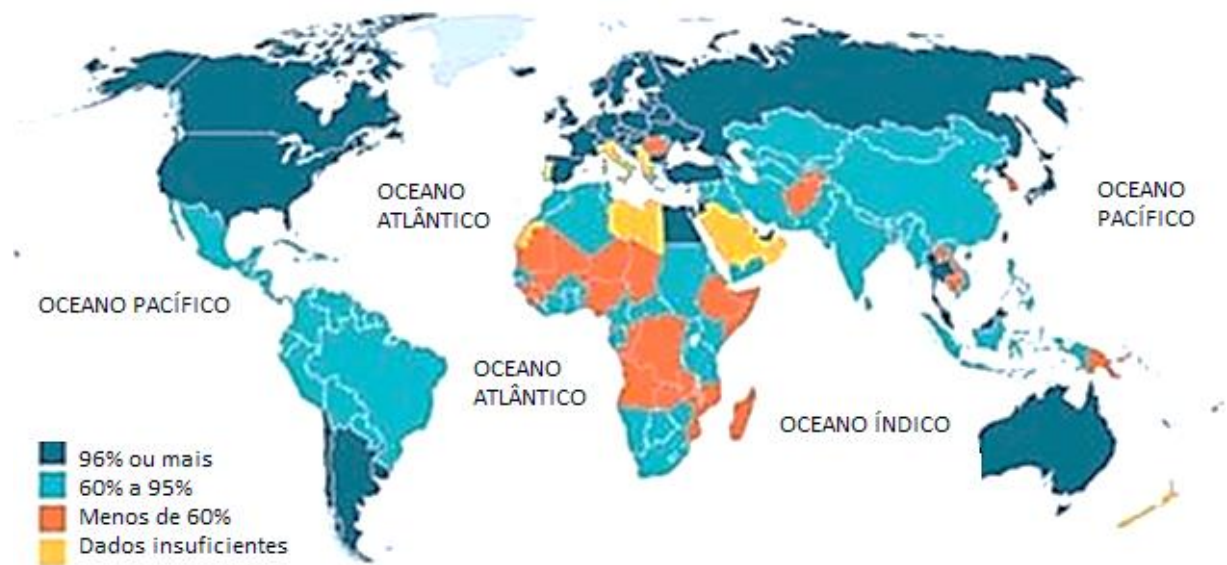 OCEANO
ATLÂNTICO
OCEANO
PACÍFICO
OCEANO PACÍFICO
OCEANO
ATLÂNTICO
OCEANO ÍNDICO
96% ou mais
60% a 95%
Menos de 60%
Dados insuficientes